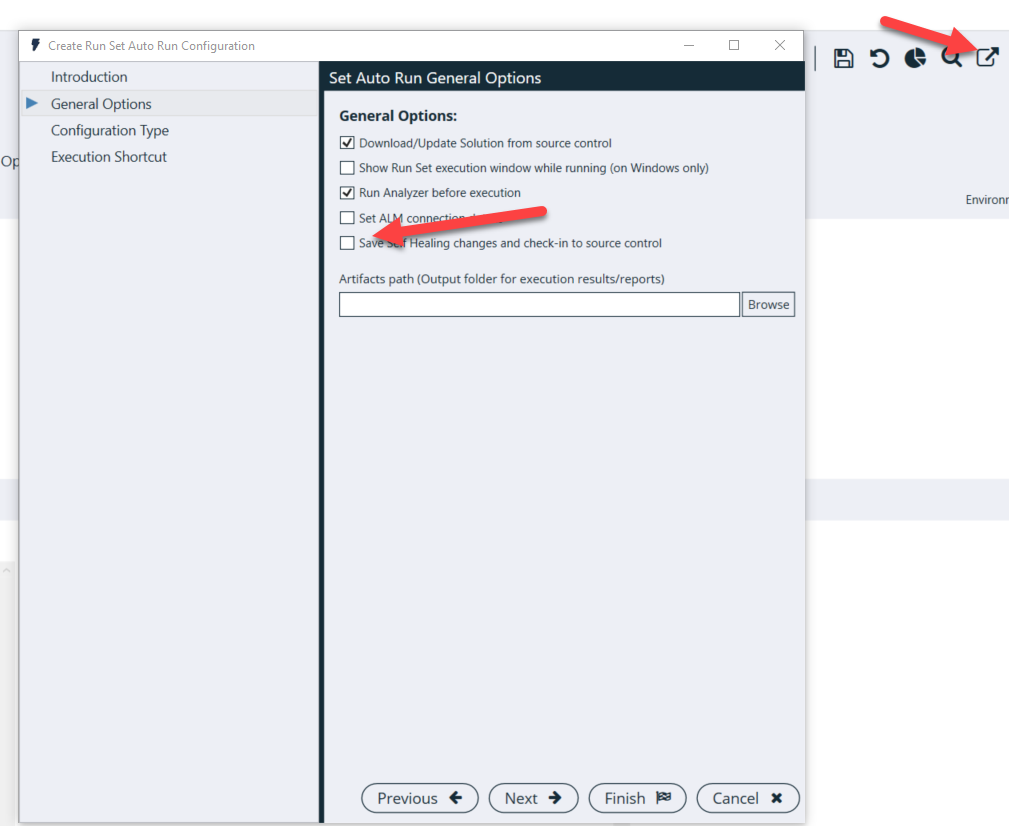 Create Run Set Auto Run Configuration
Introduction
General Options
Configuration Type
Execution Shortcut
Set Auto Run General Options
General Options:
Download/Update Solution from source control
Show Run Set execution window while running (on Windows only)
Run Analyzer before execution
Set ALM connection
Save Self Healing changes and check-in to source control
Artifacts path (Output folder for execution results/reports)
Browse
Previous
Next
Finish
Cancel
Op
Environ